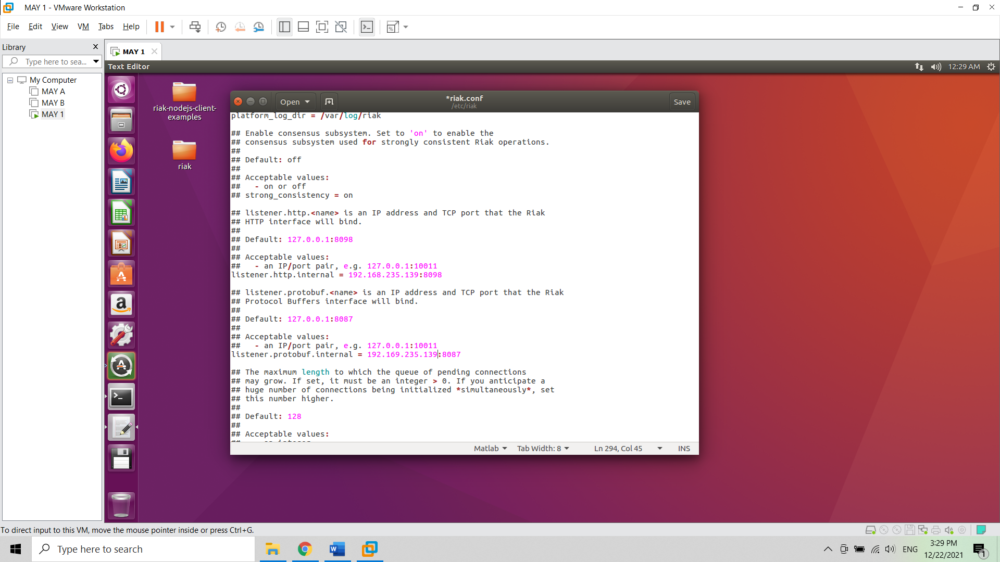 MAY 1 - VMware Workstation
File Edit View VM Tabs Help
Library
Type here to sea...
My Computer
MAY A
MAY B
MAY 1
MAY 1
Text Editor
12:29 AM
riak-nodejs-client-
examples
riak
Open
*riak.conf
/etc/riak
Save
platform_log_dir = /var/log/riak
## Enable consensus subsystem. Set to 'on' to enable the
## consensus subsystem used for strongly consistent Riak operations.
##
## Default: off
##
## Acceptable values:
##   - on or off
## strong_consistency = on
## listener.http.<name> is an IP address and TCP port that the Riak
## HTTP interface will bind.
##
## Default: 127.0.0.1:8098
##
## Acceptable values:
##   - an IP/port pair, e.g. 127.0.0.1:10011
listener.http.internal = 192.168.235.139:8098
## listener.protobuf.<name> is an IP address and TCP port that the Riak
## Protocol Buffers interface will bind.
##
## Default: 127.0.0.1:8087
##
## Acceptable values:
##   - an IP/port pair, e.g. 127.0.0.1:10011
listener.protobuf.internal = 192.169.235.139:8087
## The maximum length to which the queue of pending connections
## may grow. If set, it must be an integer > 0. If you anticipate a
## huge number of connections being initialized *simultaneously*, set
## this number higher.
##
## Default: 128
##
## Acceptable values:
Matlab Tab Width: 8 Ln 294, Col 45 INS
To direct input to this VM, move the mouse pointer inside or press Ctrl+G.
Type here to search
ENG
3:29 PM
12/22/2021
1